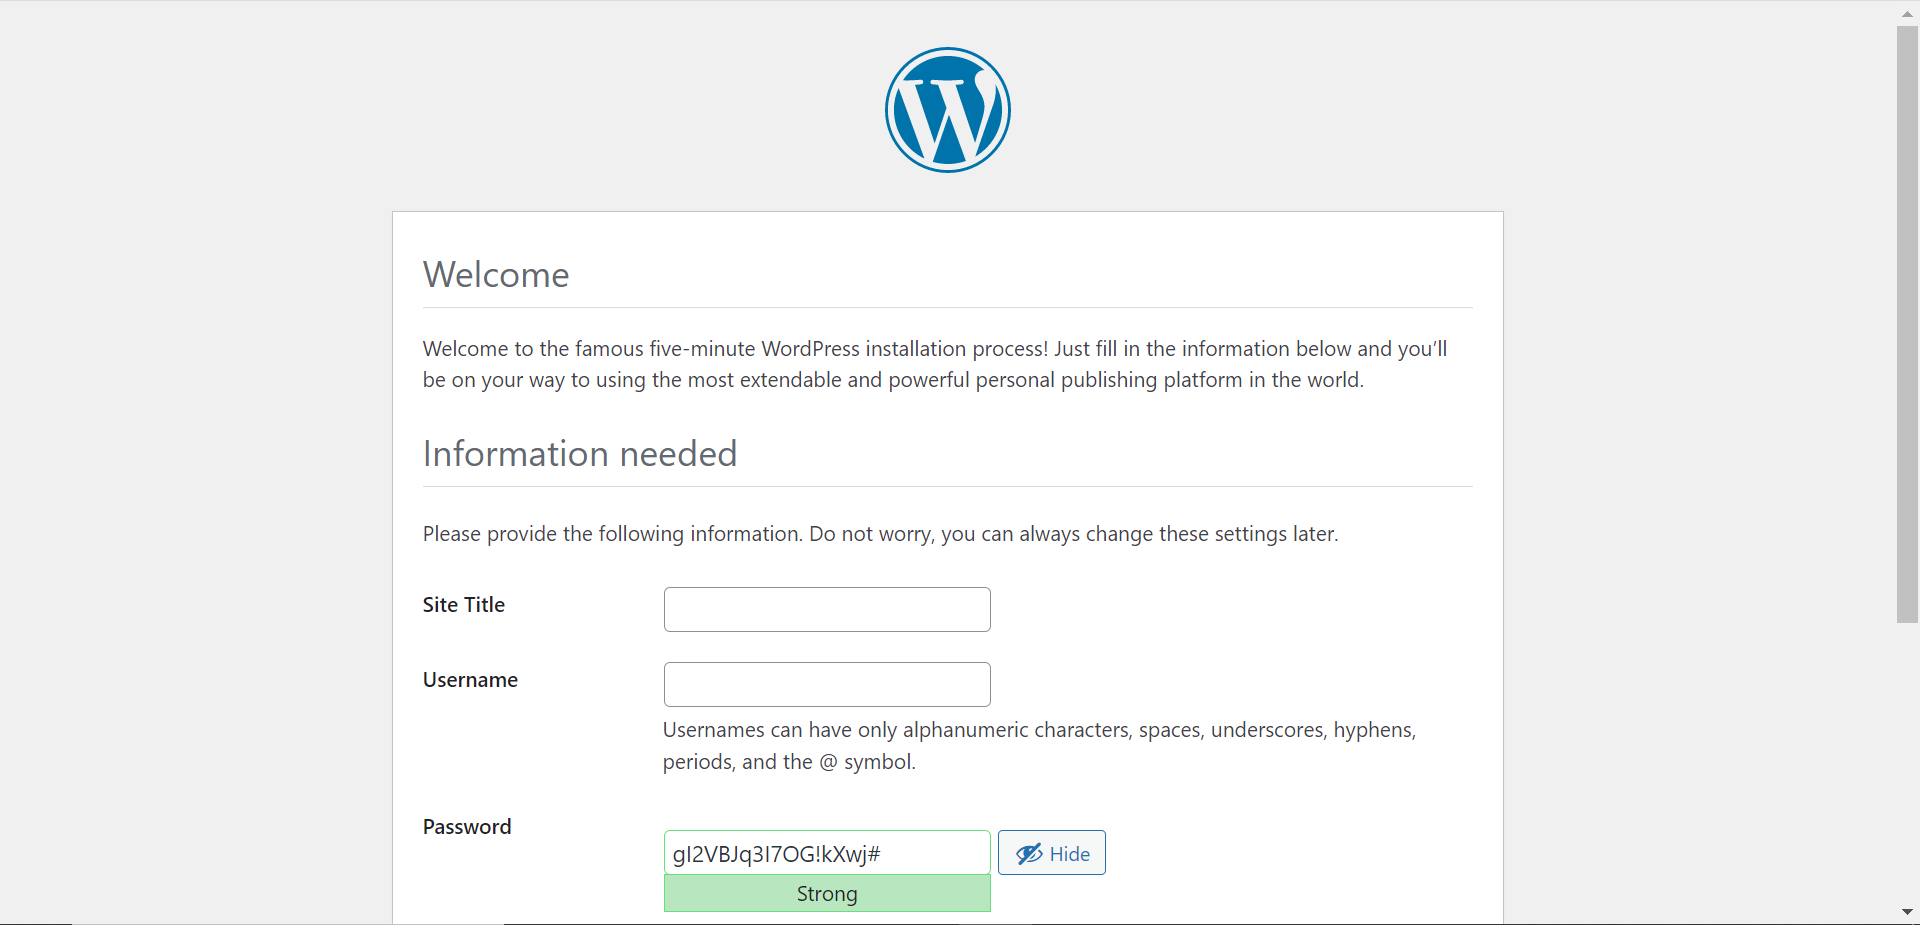 Welcome
Welcome to the famous five-minute WordPress installation process! Just fill in the information below and you’ll
be on your way to using the most extendable and powerful personal publishing platform in the world.
Information needed
Please provide the following information. Do not worry, you can always change these settings later.
Site Title
Username
Usernames can have only alphanumeric characters, spaces, underscores, hyphens,
periods, and the @ symbol.
Password
gI2VBJq3I7OG!kXwj#
Hide
Strong